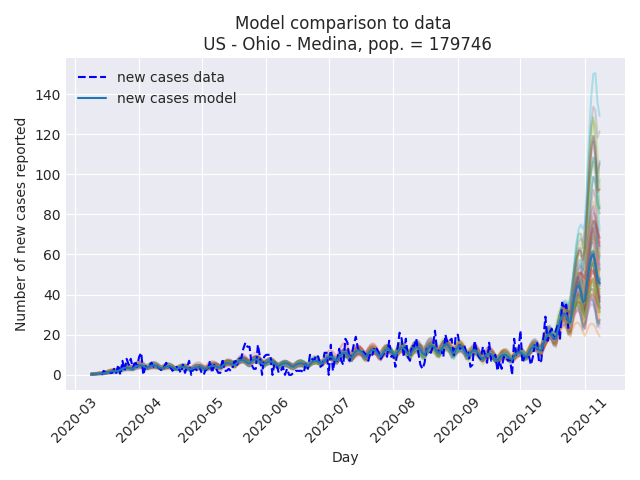 Model comparison to data
US - Ohio - Medina, pop. = 179746
new cases data
new cases model
Number of new cases reported
140
120
100
80
60
40
20
0
2020-03
2020-04
2020-05
2020-06
2020-07
2020-08
2020-09
2020-10
2020-11
Day